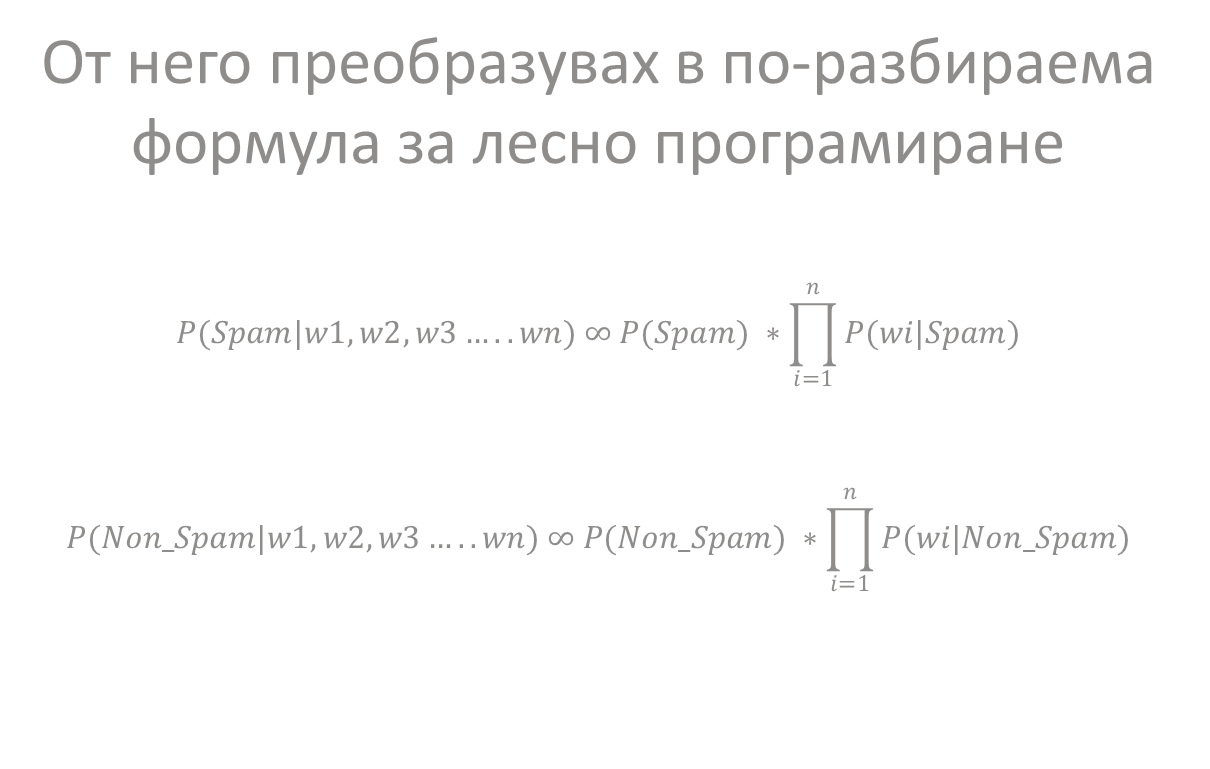 От него преобразувах в по-разбираема
формула за лесно програмиране
P(Spam|w1, w2, w3 ….. wn) ∞ P(Spam) ∗ ∏_{i=1}^{n} P(wi|Spam)
P(Non_Spam|w1, w2, w3 ….. wn) ∞ P(Non_Spam) ∗ ∏_{i=1}^{n} P(wi|Non_Spam)